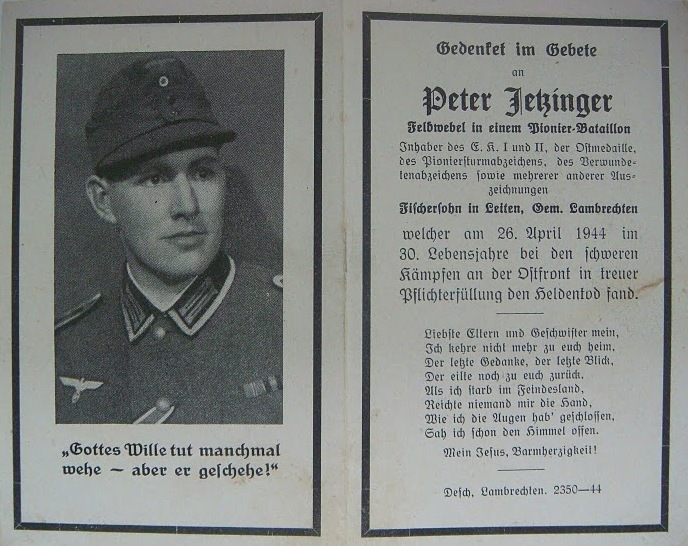 „Gottes Wille tut manchmal
wehe — aber er geschehe!“
Gedenket im Gebete
an
Peter Jetzinger
Feldwebel in einem Pionier-Bataillon
Inhaber des E. K. I und II, der Ostmedaille,
des Pioniersturmabzeichens, des Verwunde-
tenabzeichens sowie mehrerer anderer Aus-
zeichnungen
Fischersohn in Leiten, Gem. Lambrechten
welcher am 26. April 1944 im
30. Lebensjahre bei den schweren
Kämpfen an der Ostfront in treuer
Pflichterfüllung den Heldentod fand.
Liebste Eltern und Geschwister mein,
Ich kehre nicht mehr zu euch heim,
Der letzte Gedanke, der letzte Blick,
Der eilte noch zu euch zurück.
Als ich starb im Feindesland,
Reichte niemand mir die Hand,
Wie ich die Augen hab' geschlossen,
Sah ich schon den Himmel offen.
Mein Jesus, Barmherzigkeit!
Desch, Lambrechten. 2350—44